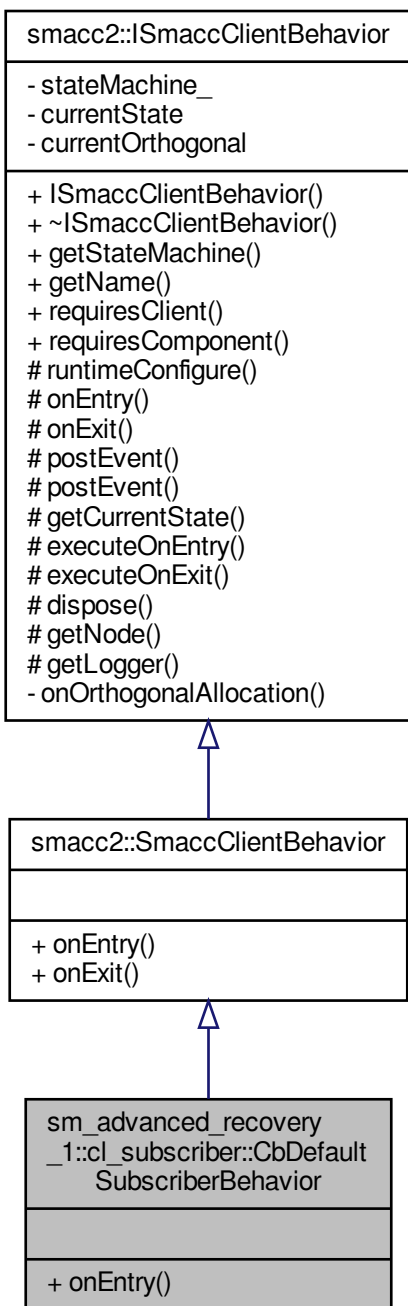 smacc2::ISmaccClientBehavior
- stateMachine_
- currentState
- currentOrthogonal
+ ISmaccClientBehavior()
+ ~ISmaccClientBehavior()
+ getStateMachine()
+ getName()
+ requiresClient()
+ requiresComponent()
# runtimeConfigure()
# onEntry()
# onExit()
# postEvent()
# postEvent()
# getCurrentState()
# executeOnEntry()
# executeOnExit()
# dispose()
# getNode()
# getLogger()
- onOrthogonalAllocation()
smacc2::SmaccClientBehavior
+ onEntry()
+ onExit()
sm_advanced_recovery
_1::cl_subscriber::CbDefault
SubscriberBehavior
+ onEntry()